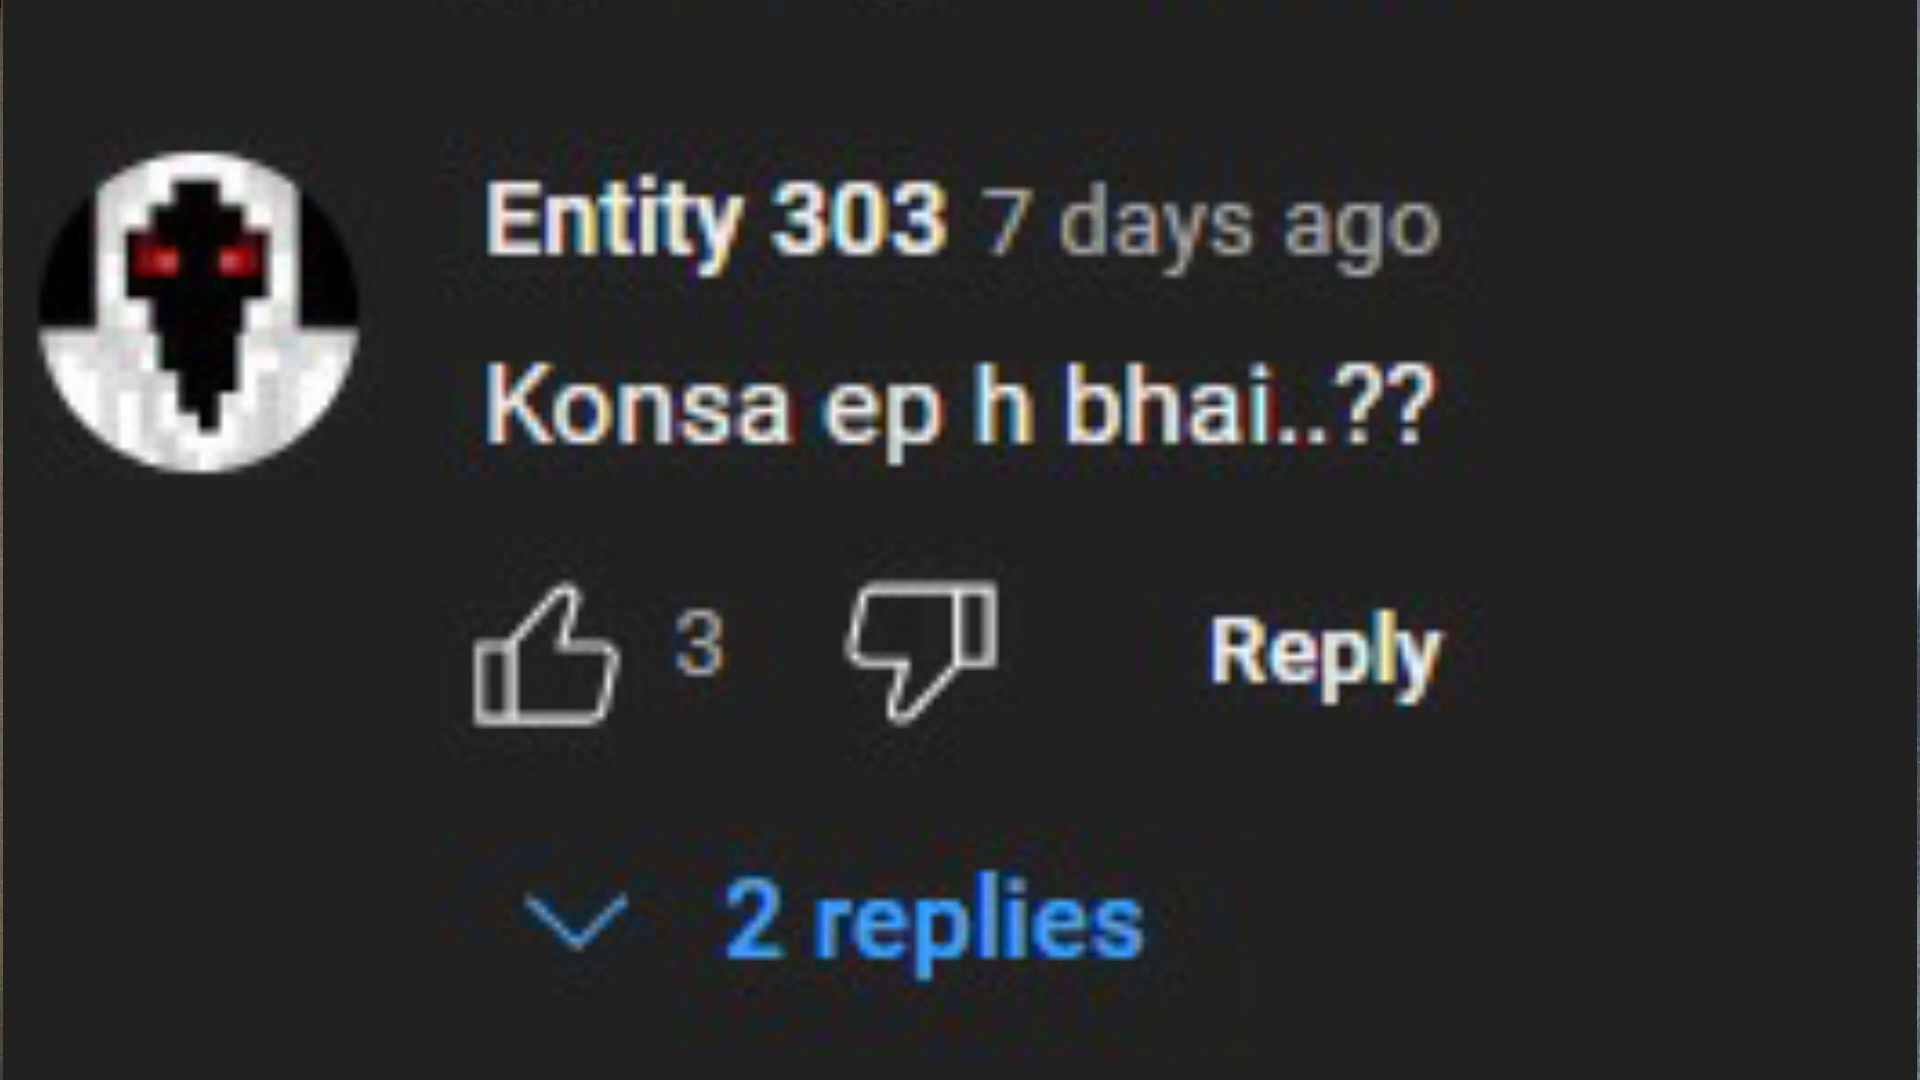 Entity 303 7 days ago
Konsa ep h bhai..??
3 Reply
2 replies